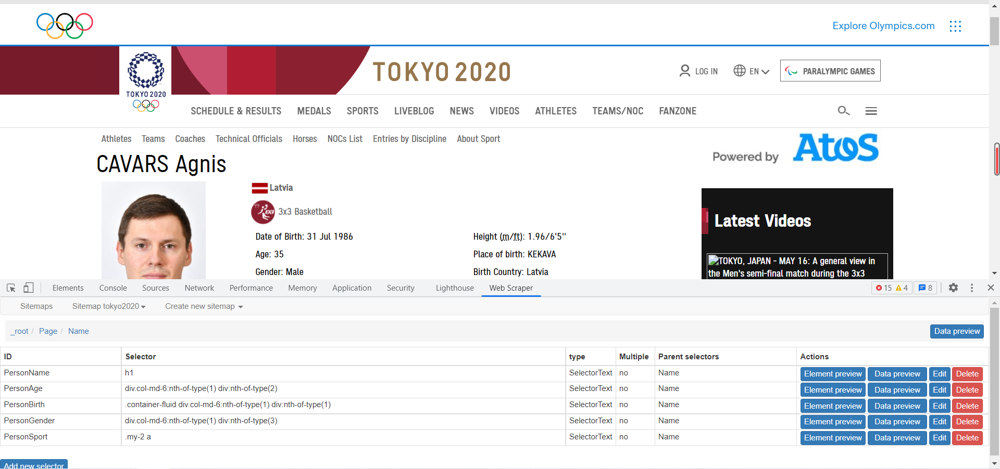 Explore Olympics.com
TOKYO 2020
TOKYO 2020
LOG IN
EN
PARALYMPIC GAMES
SCHEDULE & RESULTS MEDALS SPORTS LIVEBLOG NEWS VIDEOS ATHLETES TEAMS/NOC FANZONE
Athletes Teams Coaches Technical Officials Horses NOCs List Entries by Discipline About Sport
Powered by Atos
CAVARS Agnis
Latvia
3x3 Basketball
Date of Birth: 31 Jul 1986
Height (m/ft): 1.96/6'5''
Age: 35
Place of birth: KEKAVA
Gender: Male
Birth Country: Latvia
Latest Videos
TOKYO, JAPAN - MAY 16: A general view in
the Men's semi-final match during the 3x3
Elements Console Sources Network Performance Memory Application Security Lighthouse Web Scraper 15 4 8
Sitemaps Sitemap tokyo2020 Create new sitemap
_root / Page / Name
Data preview
ID Selector type Multiple Parent selectors Actions
PersonName h1 SelectorText no Name Element preview Data preview Edit Delete
PersonAge div.col-md-6:nth-of-type(1) div:nth-of-type(2) SelectorText no Name Element preview Data preview Edit Delete
PersonBirth .container-fluid div.col-md-6:nth-of-type(1) div:nth-of-type(1) SelectorText no Name Element preview Data preview Edit Delete
PersonGender div.col-md-6:nth-of-type(1) div:nth-of-type(3) SelectorText no Name Element preview Data preview Edit Delete
PersonSport .my-2 a SelectorText no Name Element preview Data preview Edit Delete
Add new selector